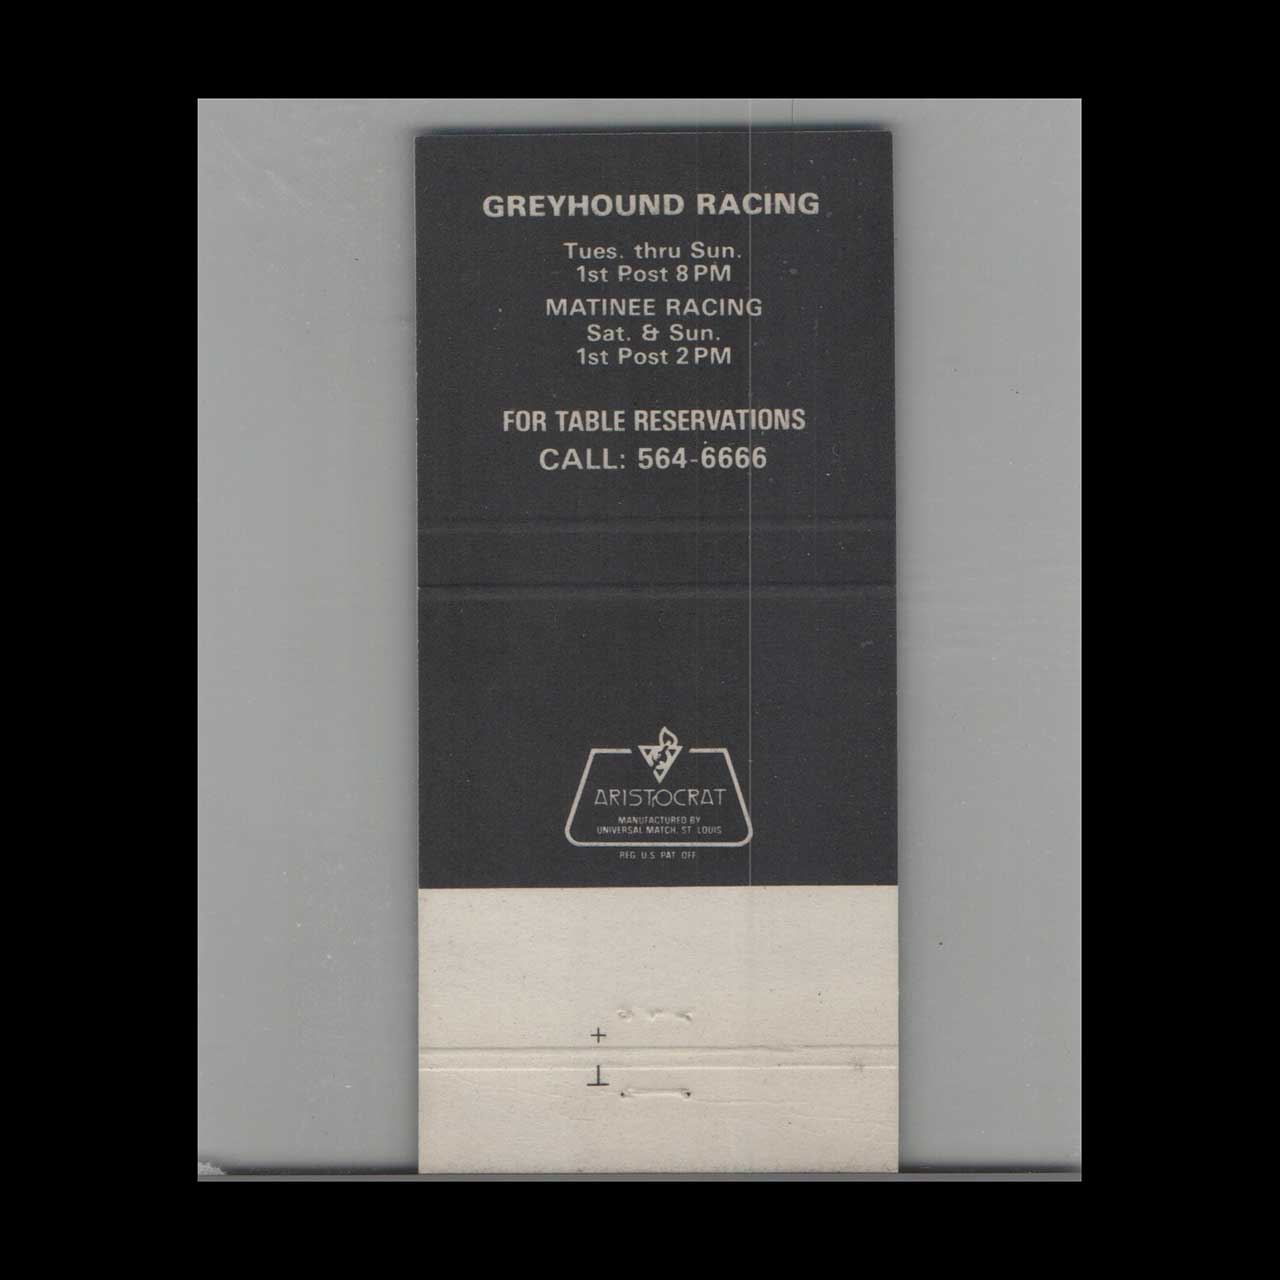 GREYHOUND RACING
Tues. thru Sun.
1st Post 8 PM
MATINEE RACING
Sat. & Sun.
1st Post 2 PM
FOR TABLE RESERVATIONS
CALL: 564-6666
ARISTOCRAT
MANUFACTURED BY
UNIVERSAL MATCH, ST. LOUIS
REG. U.S. PAT. OFF.